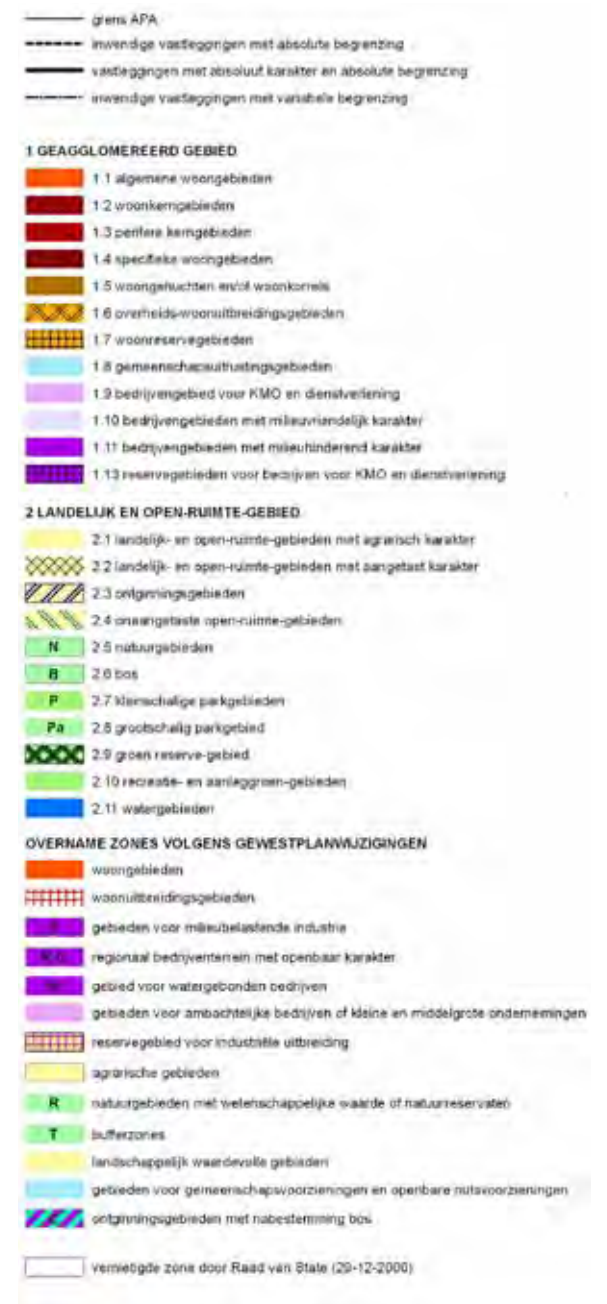 grens APA
inwendige vastleggingen met absolute begrenzing
vastleggingen met absoluut karakter en absolute begrenzing
inwendige vastleggingen met variabele begrenzing
1 GEAGGLOMEREERD GEBIED
1.1 algemene woongebieden
1.2 woonkerngebieden
1.3 perifere kerngebieden
1.4 specifieke woongebieden
1.5 woongehuchten en/of woonkorrels
1.6 overheids-woonuitbreidingsgebieden
1.7 woonreservegebieden
1.8 gemeenschapsuitrustingsgebieden
1.9 bedrijvengebied voor KMO en dienstverlening
1.10 bedrijvengebieden met milieuvriendelijk karakter
1.11 bedrijvengebieden met milieuhinderend karakter
1.13 reservegebieden voor bedrijven voor KMO en dienstverlening
2 LANDELIJK EN OPEN-RUIMTE-GEBIED
2.1 landelijk- en open-ruimte-gebieden met agrarisch karakter
2.2 landelijk- en open-ruimte-gebieden met aangetast karakter
2.3 ontginningsgebieden
2.4 onaangetaste open-ruimte-gebieden
N 2.5 natuurgebieden
B 2.6 bos
P 2.7 kleinschalige parkgebieden
Pa 2.8 grootschalig parkgebied
2.9 groen reserve-gebied
2.10 recreatie- en aanleggroen-gebieden
2.11 watergebieden
OVERNAME ZONES VOLGENS GEWESTPLANWIJZIGINGEN
woongebieden
woonuitbreidingsgebieden
gebieden voor milieubelastende industrie
regionaal bedrijventerrein met openbaar karakter
gebied voor watergebonden bedrijven
gebieden voor ambachtelijke bedrijven of kleine en middelgrote ondernemingen
reservegebied voor industriële uitbreiding
agrarische gebieden
R natuurgebieden met wetenschappelijke waarde of natuurreservaten
T bufferzones
landschappelijk waardevolle gebieden
gebieden voor gemeenschapsvoorzieningen en openbare nutsvoorzieningen
ontginningsgebieden met nabestemming bos
vernietigde zone door Raad van State (29-12-2000)